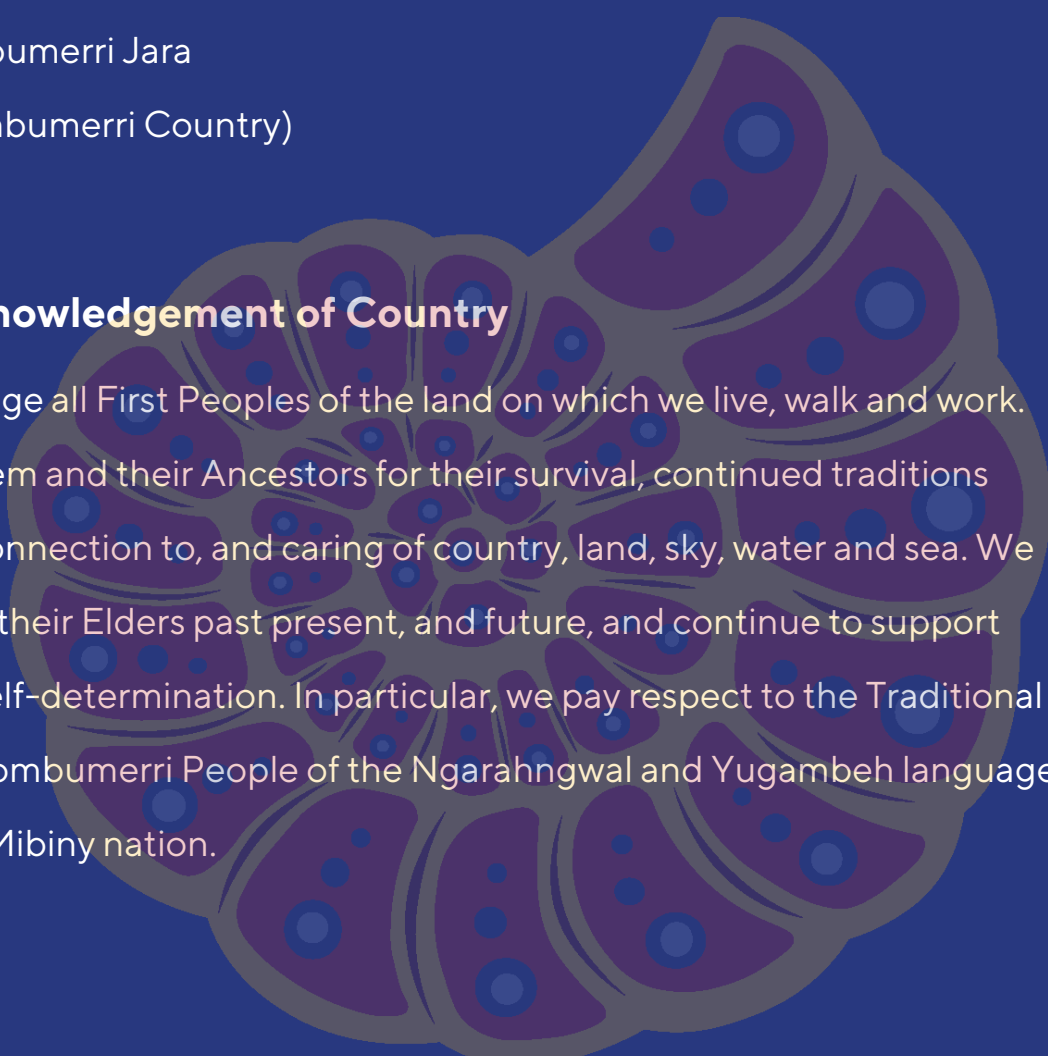 oumerri Jara
nbumerri Country)
nowledgement of Country
ge all First Peoples of the land on which we live, walk and work.
em and their Ancestors for their survival, continued traditions
onnection to, and caring of country, land, sky, water and sea. We
their Elders past present, and future, and continue to support
elf-determination. In particular, we pay respect to the Traditional
ombumerri People of the Ngarahngwal and Yugambeh language
Mibiny nation.